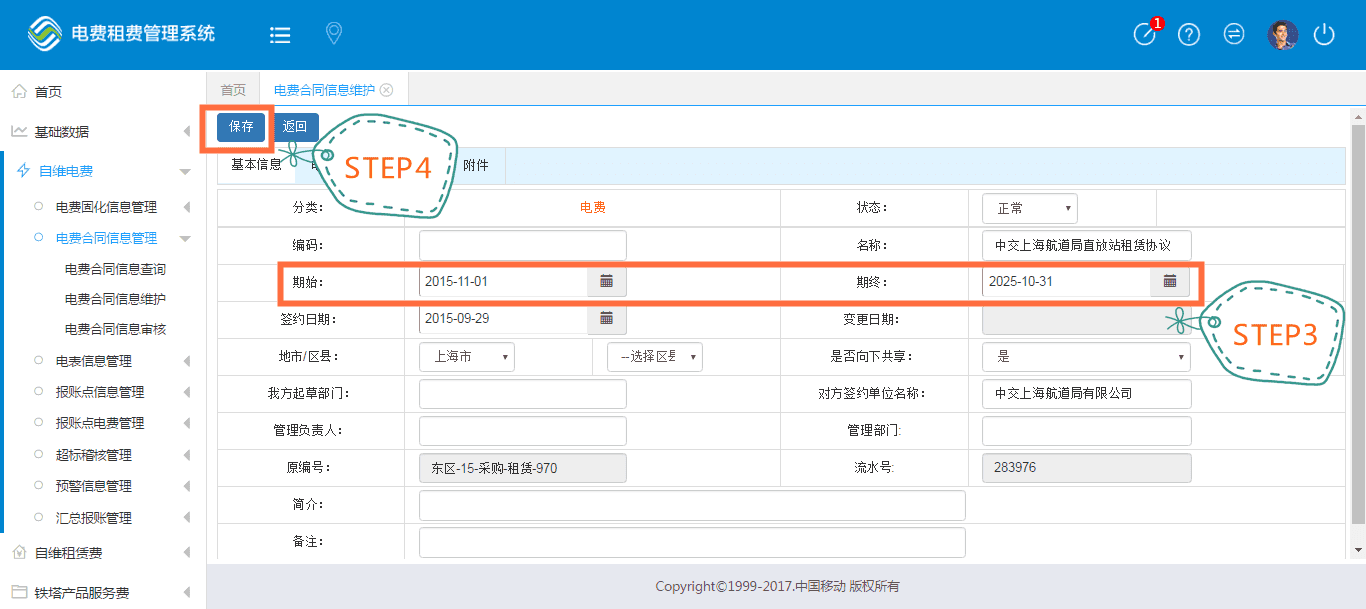 电费租费管理系统
1
首页
基础数据
自维电费
电费固化信息管理
电费合同信息管理
电费合同信息查询
电费合同信息维护
电费合同信息审核
电表信息管理
报账点信息管理
报账点电费管理
超标稽核管理
预警信息管理
汇总报账管理
自维租赁费
铁塔产品服务费
首页 电费合同信息维护
保存 返回
STEP4
基本信息 附件
分类： 电费 状态： 正常
编码： 名称： 中交上海航道局直放站租赁协议
期始： 2015-11-01 期终： 2025-10-31
签约日期： 2015-09-29 变更日期：
STEP3
地市/区县： 上海市 --选择区县 是否向下共享： 是
我方起草部门： 对方签约单位名称： 中交上海航道局有限公司
管理负责人： 管理部门:
原编号： 东区-15-采购-租赁-970 流水号: 283976
简介：
备注：
Copyright©1999-2017.中国移动 版权所有